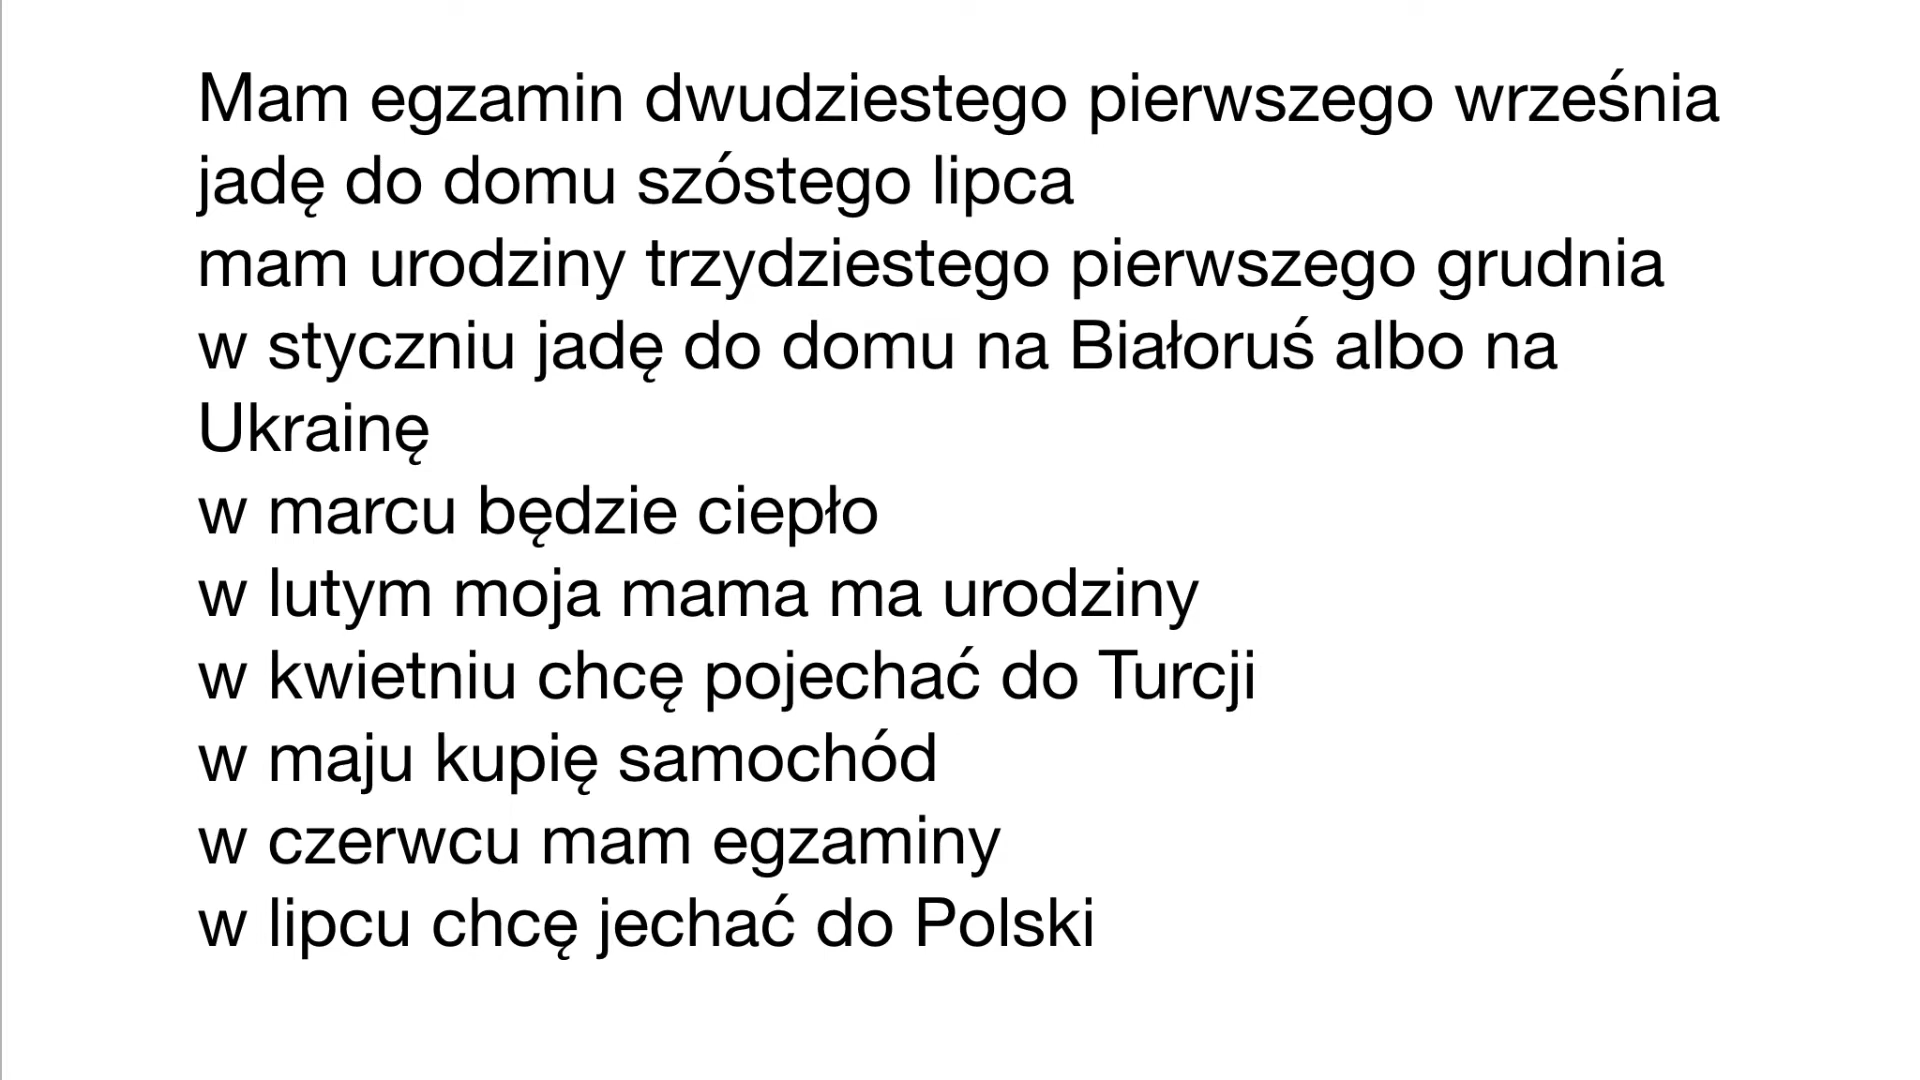 Mam egzamin dwudziestego pierwszego września
jadę do domu szóstego lipca
mam urodziny trzydziestego pierwszego grudnia
w styczniu jadę do domu na Białoruś albo na
Ukrainę
w marcu będzie ciepło
w lutym moja mama ma urodziny
w kwietniu chcę pojechać do Turcji
w maju kupię samochód
w czerwcu mam egzaminy
w lipcu chcę jechać do Polski